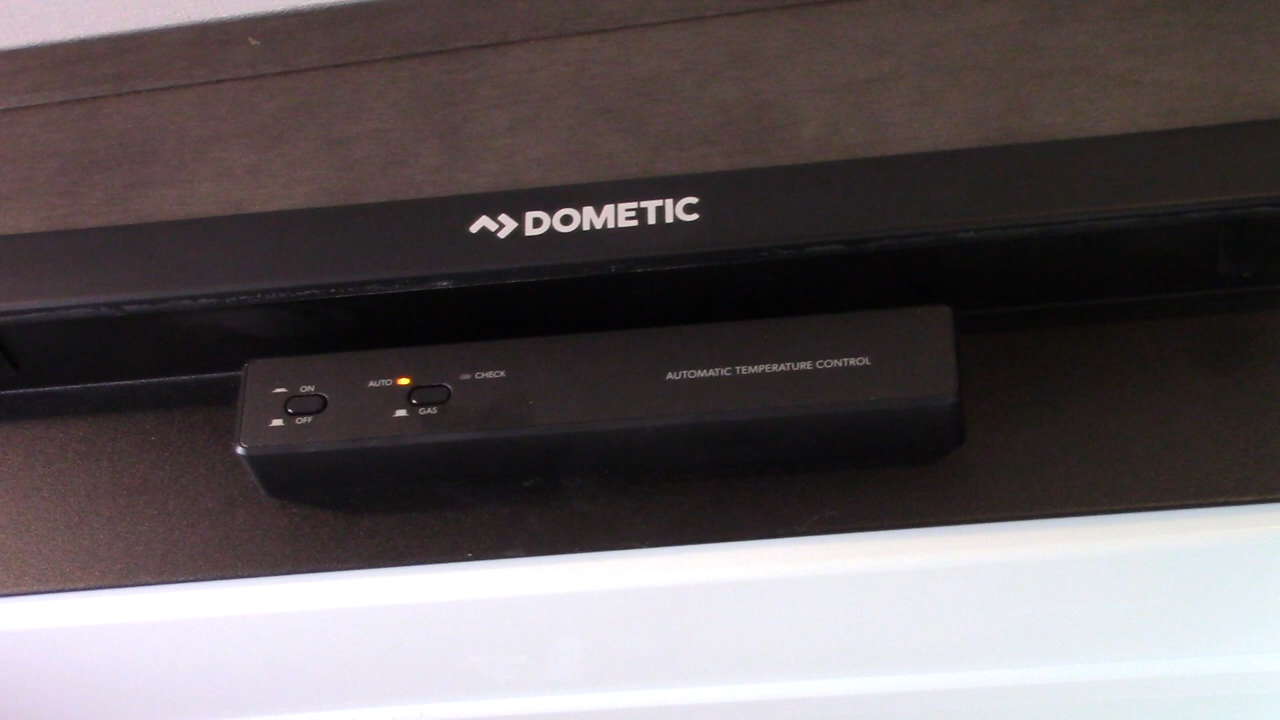 DOMETIC
ON
OFF
AUTO
GAS
CHECK
AUTOMATIC TEMPERATURE CONTROL